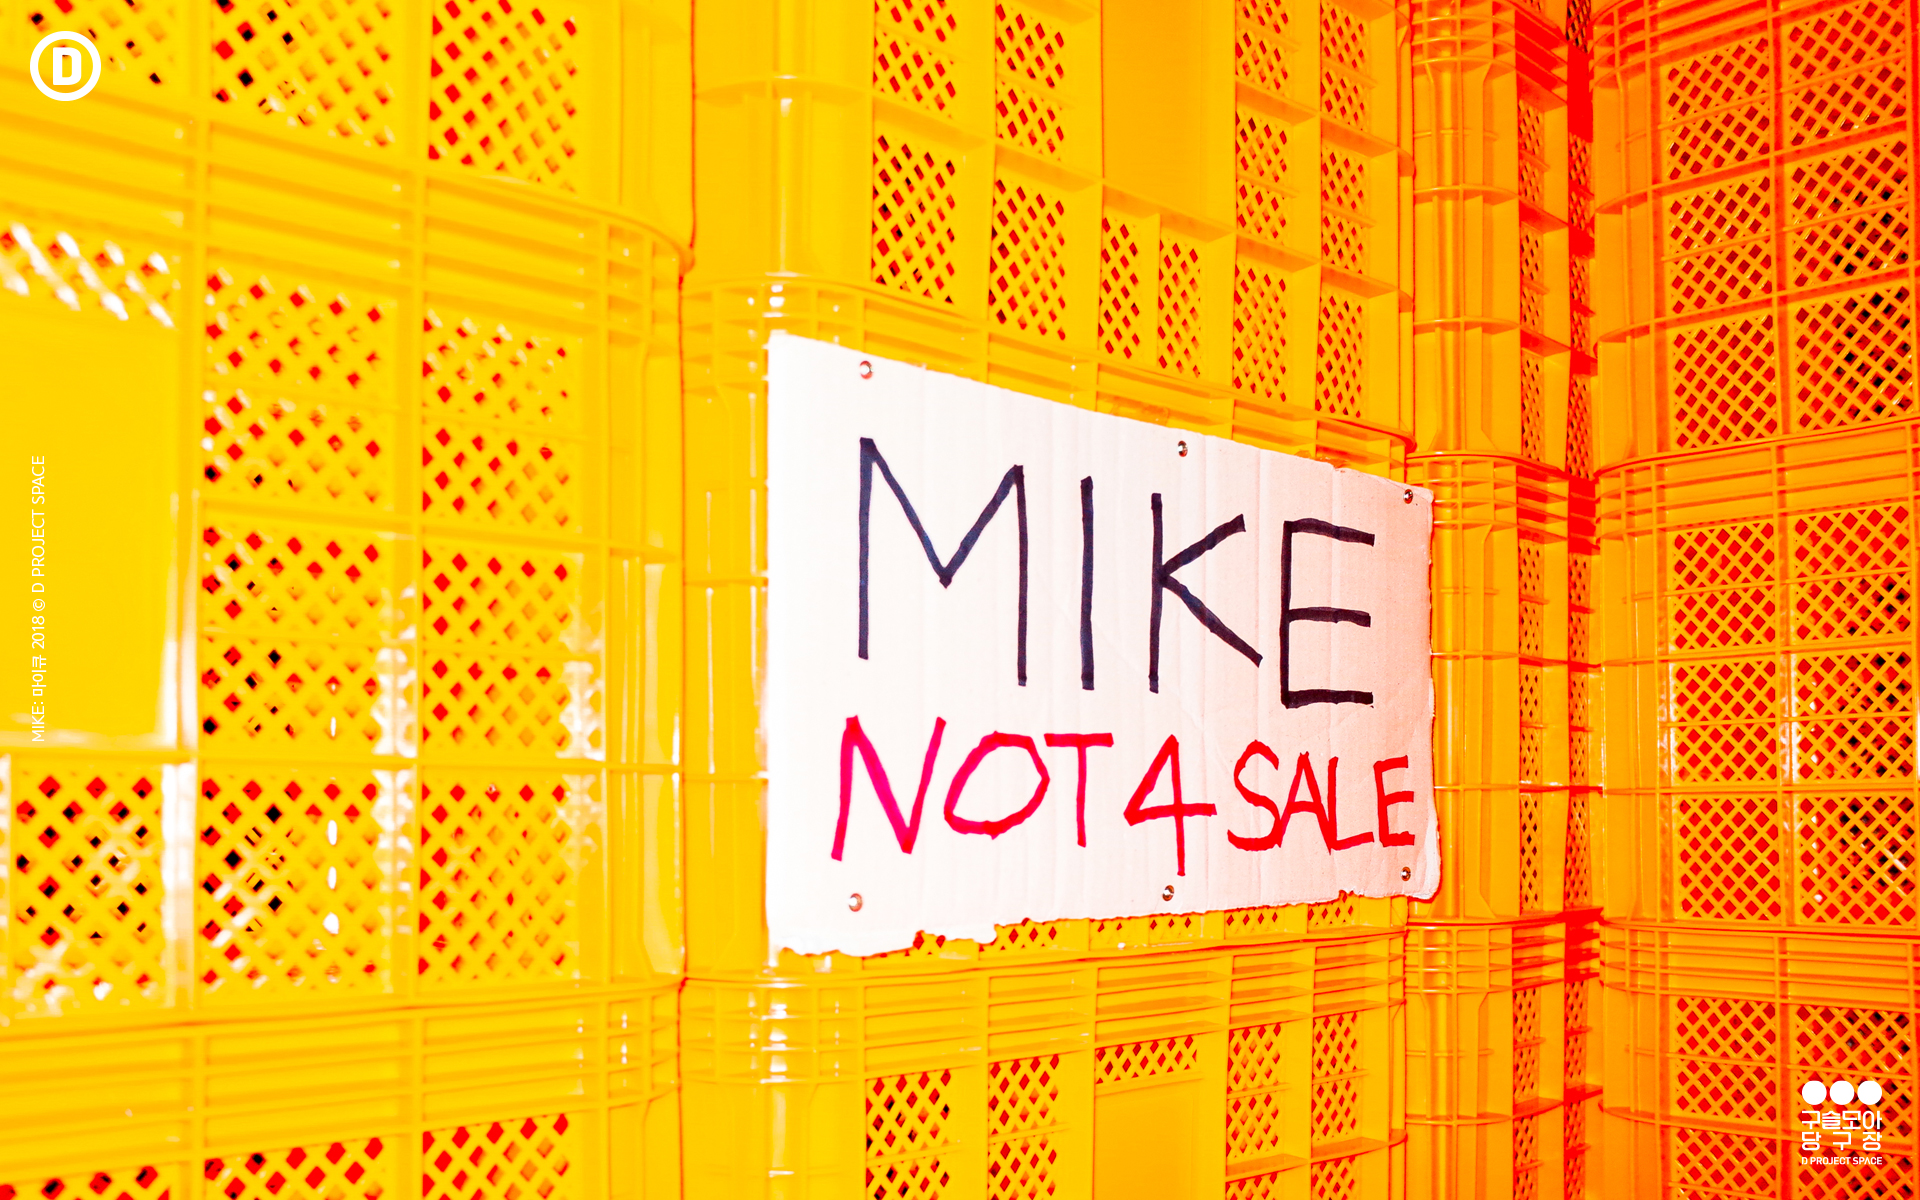 D
MIKE: 마이큐 2018 © D PROJECT SPACE
MIKE
NOT 4 SALE
구슬모아
당구장
D PROJECT SPACE